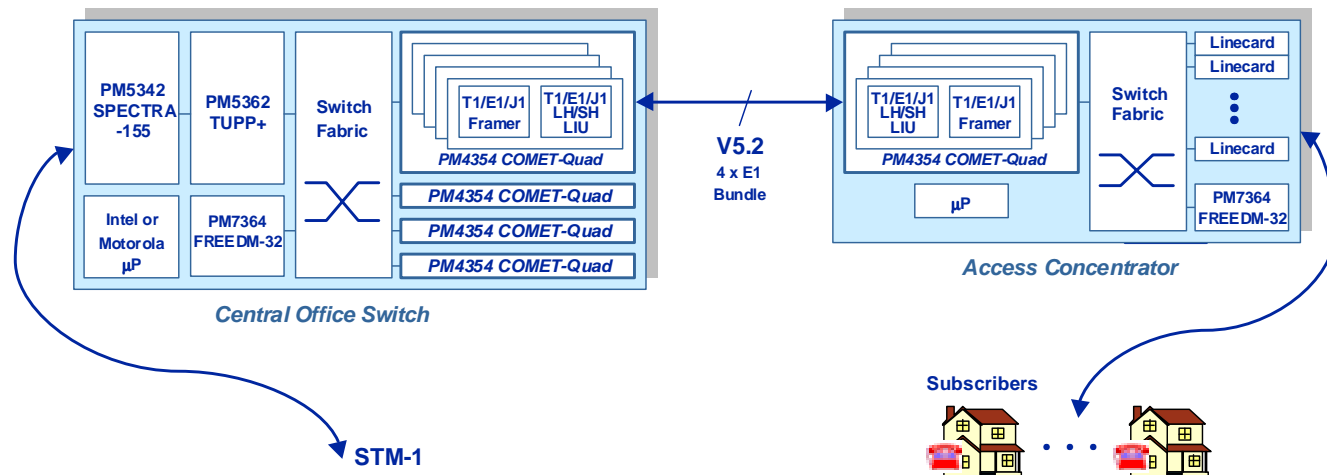 PM5342
SPECTRA
-155
PM5362
TUPP+
Switch
Fabric
T1/E1/J1
Framer
T1/E1/J1
LH/SH
LIU
PM4354 COMET-Quad
PM4354 COMET-Quad
PM4354 COMET-Quad
PM4354 COMET-Quad
Intel or
Motorola
µP
PM7364
FREEDM-32
Central Office Switch
V5.2
4 x E1
Bundle
T1/E1/J1
LH/SH
LIU
T1/E1/J1
Framer
PM4354 COMET-Quad
µP
Switch
Fabric
Linecard
Linecard
Linecard
PM7364
FREEDM-32
Access Concentrator
STM-1
Subscribers